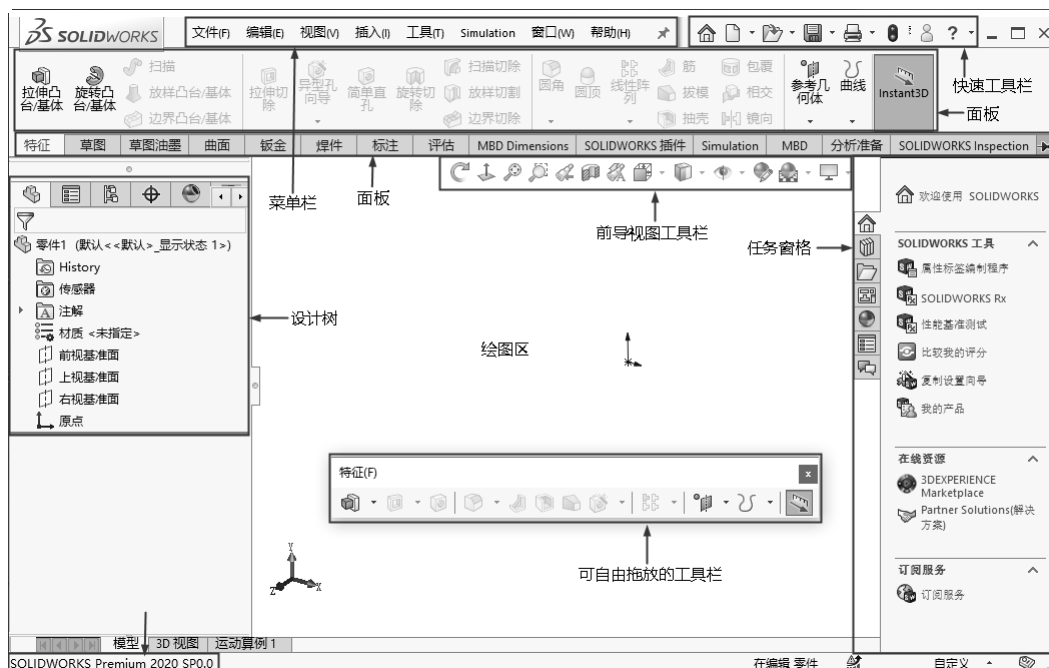 SOLIDWORKS 文件(F) 编辑(E) 视图(V) 插入(I) 工具(T) Simulation 窗口(W) 帮助(H)
拉伸凸台/基体
旋转凸台/基体
扫描
放样凸台/基体
边界凸台/基体
拉伸切除
异型孔向导
简单直孔
旋转切除
扫描切除
放样切割
边界切除
圆角
圆顶
线性阵列
筋
拔模
抽壳
包覆
相交
镜向
参考几何体
曲线
Instant3D
快速工具栏
面板
特征 草图 草图油墨 曲面 钣金 焊件 标注 评估 MBD Dimensions SOLIDWORKS 插件 Simulation MBD 分析准备 SOLIDWORKS Inspection
菜单栏
面板
前导视图工具栏
任务窗格
零件1 (默认<<默认>_显示状态 1>)
History
传感器
注解
材质 <未指定>
前视基准面
上视基准面
右视基准面
原点
设计树
绘图区
特征(F)
x
可自由拖放的工具栏
Y
Z
X
欢迎使用 SOLIDWORKS
SOLIDWORKS 工具
属性标签编制程序
SOLIDWORKS Rx
性能基准测试
比较我的评分
复制设置向导
我的产品
在线资源
3DEXPERIENCE
Marketplace
Partner Solutions(解决
方案)
订阅服务
订阅服务
模型 3D 视图 运动算例 1
SOLIDWORKS Premium 2020 SP0.0 在编辑 零件 自定义